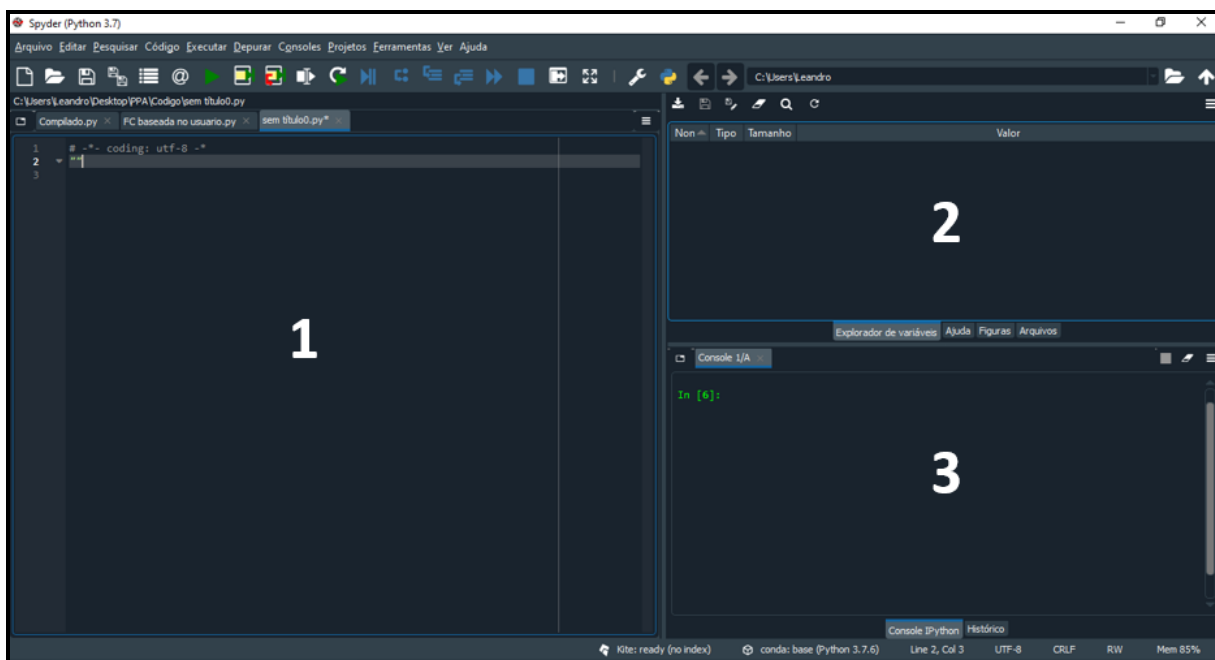 Spyder (Python 3.7)
Arquivo Editar Pesquisar Código Executar Depurar Consoles Projetos Ferramentas Ver Ajuda
C:\Users\Leandro
C:\Users\Leandro\Desktop\PPA\Codigo\sem título0.py
Compilado.py × FC baseada no usuario.py × sem título0.py* ×
Non Tipo Tamanho Valor
1 # -*- coding: utf-8 -*
2 ""
3
1
2
Explorador de variáveis Ajuda Figuras Arquivos
Console 1/A ×
In [6]:
3
Console IPython Histórico
Kite: ready (no index) conda: base (Python 3.7.6) Line 2, Col 3 UTF-8 CRLF RW Mem 85%